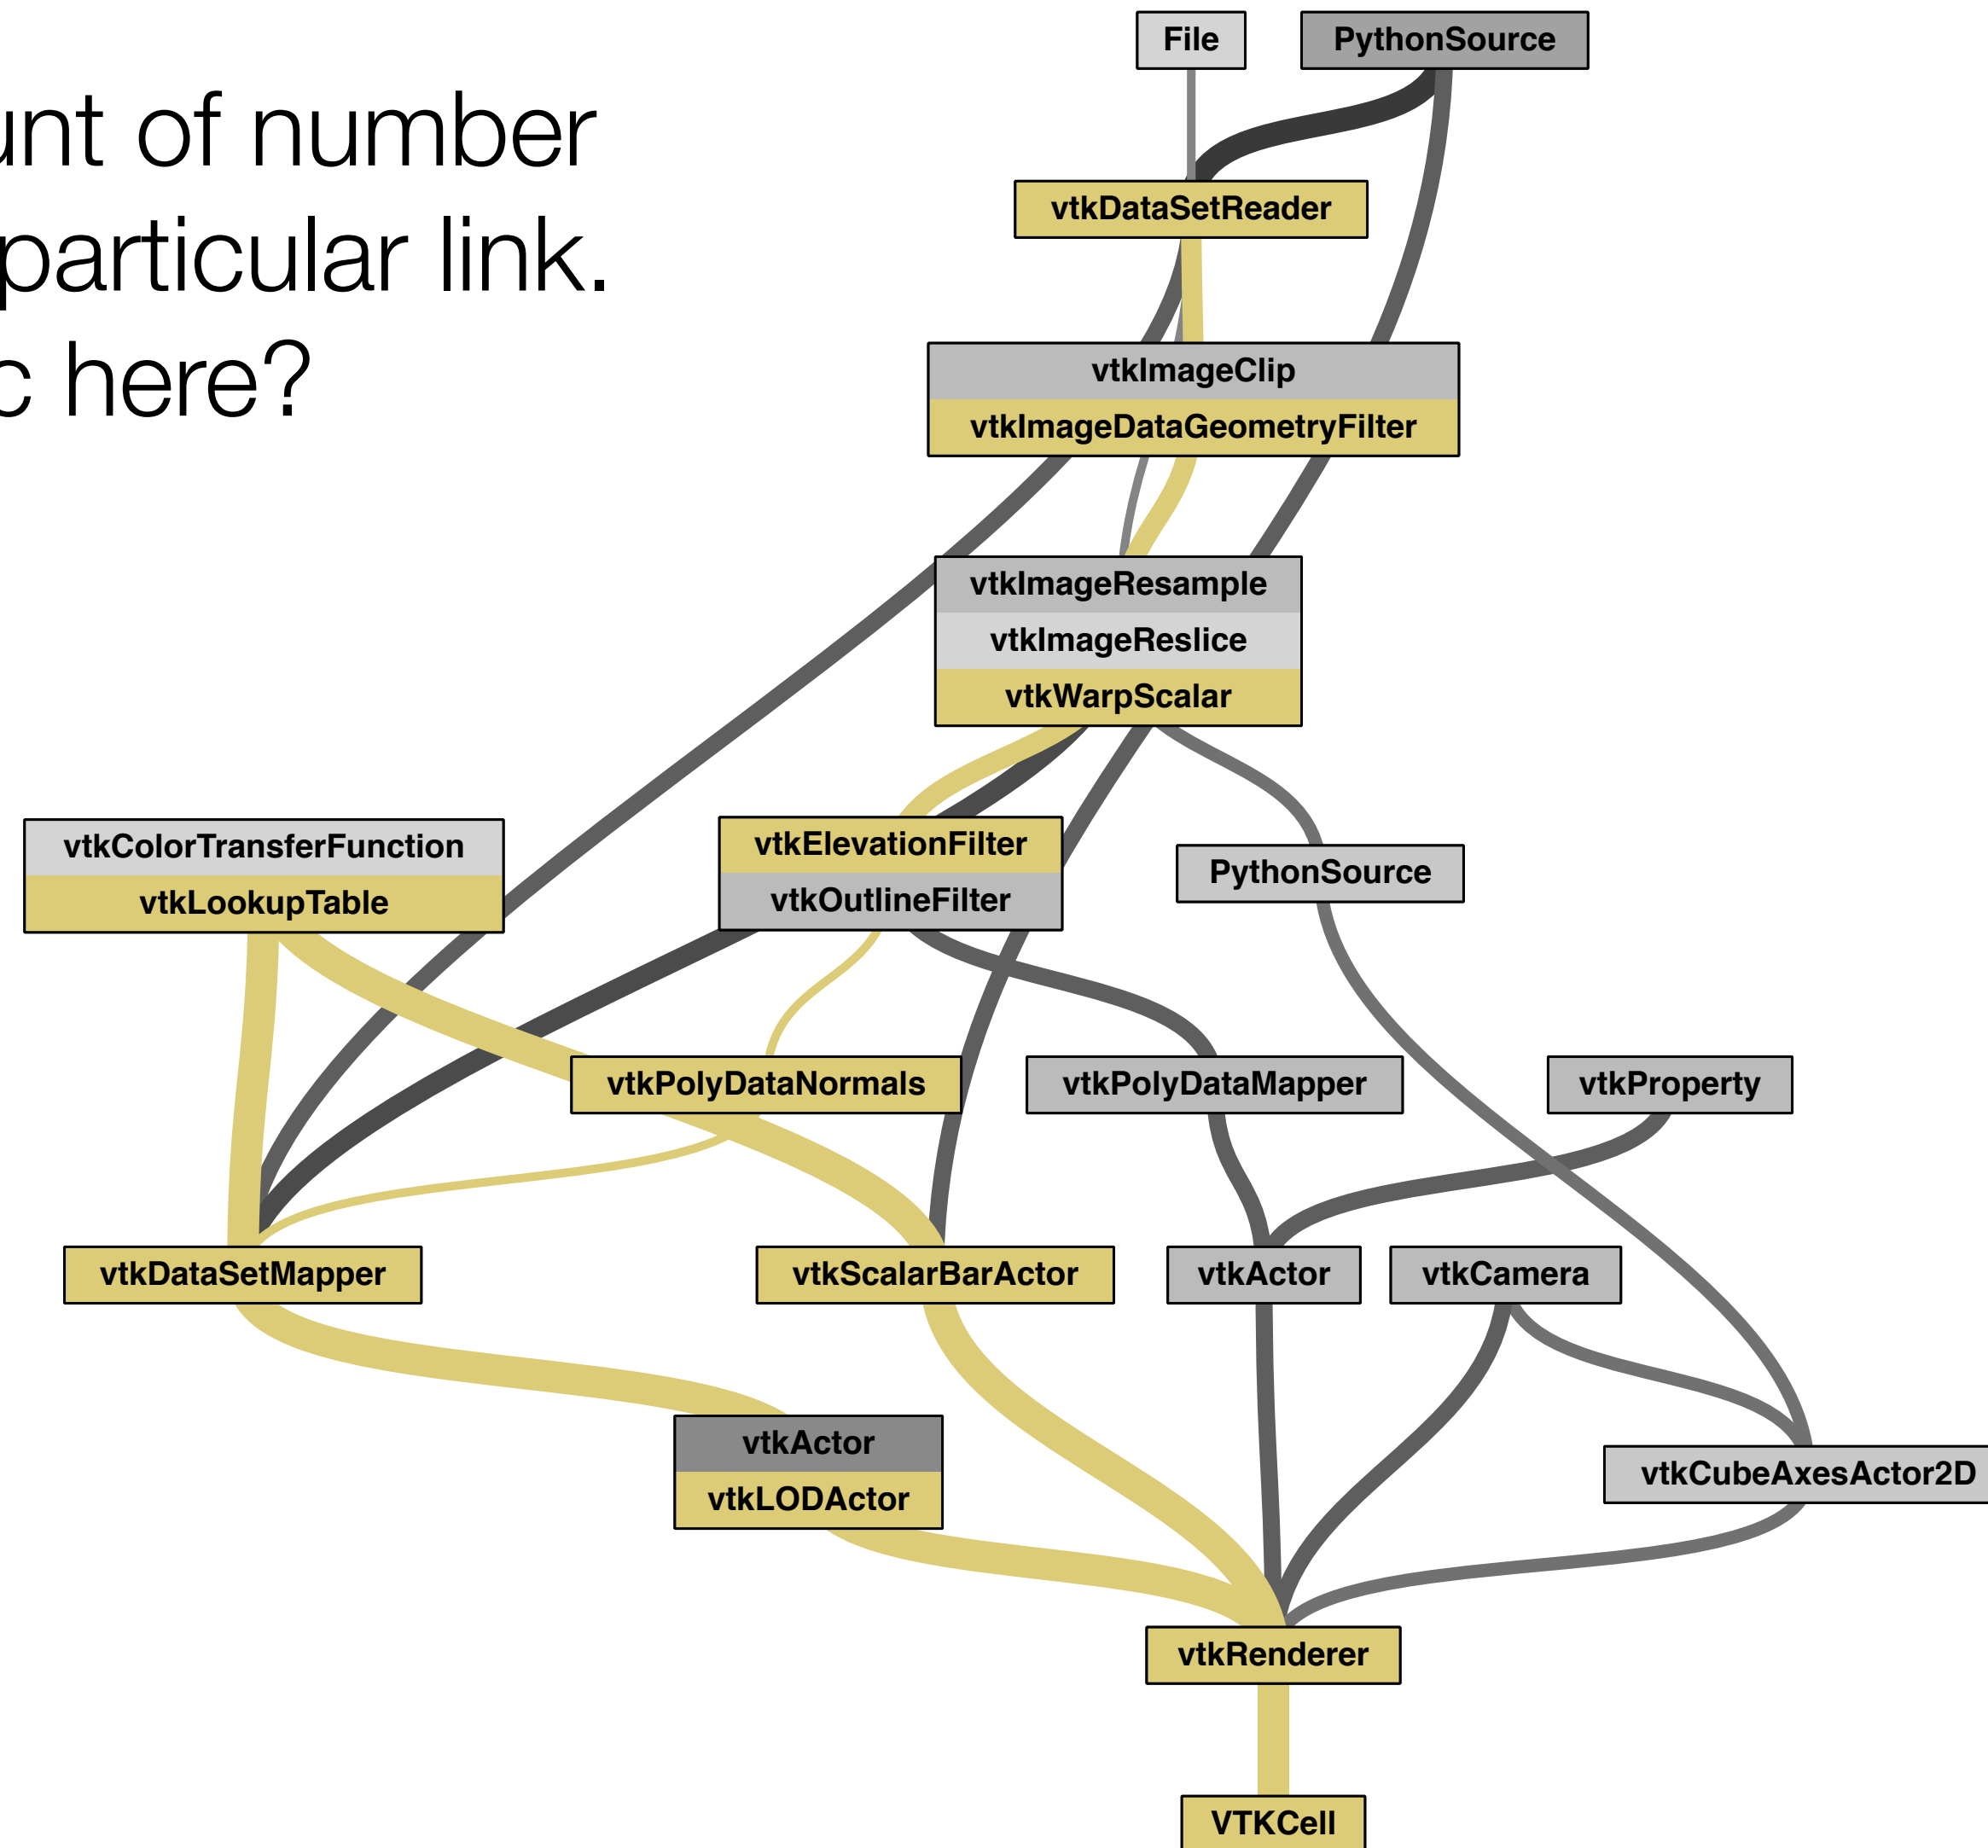 of number
particular link.
here?
File
PythonSource
vtkDataSetReader
vtkImageClip
vtkImageDataGeometryFilter
vtkImageResample
vtkImageReslice
vtkWarpScalar
vtkColorTransferFunction
vtkLookupTable
vtkElevationFilter
vtkOutlineFilter
PythonSource
vtkPolyDataNormals
vtkPolyDataMapper
vtkProperty
vtkDataSetMapper
vtkScalarBarActor
vtkActor
vtkCamera
vtkActor
vtkLODActor
vtkCubeAxesActor2D
vtkRenderer
VTKCell